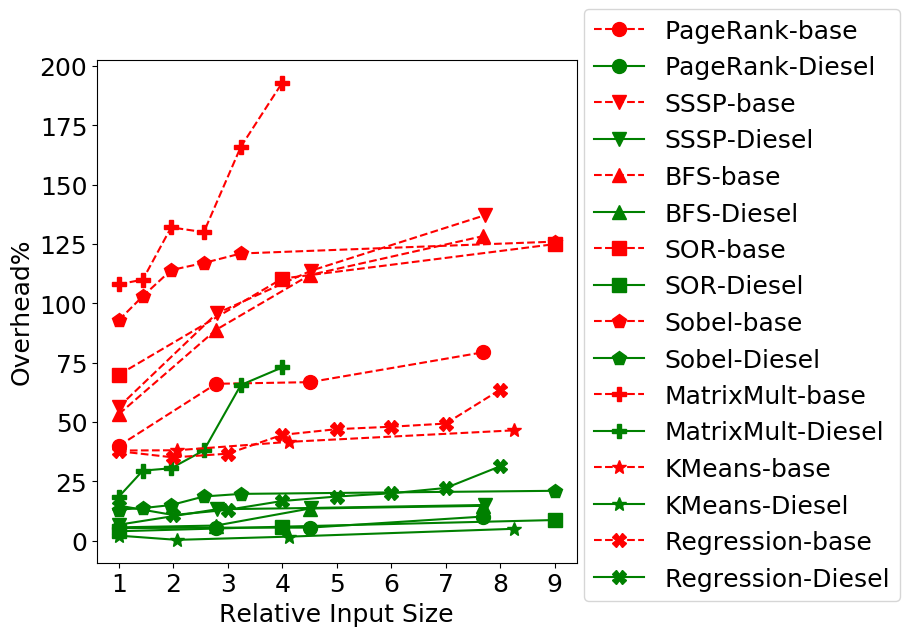 PageRank-base
PageRank-Diesel
SSSP-base
SSSP-Diesel
BFS-base
BFS-Diesel
SOR-base
SOR-Diesel
Sobel-base
Sobel-Diesel
MatrixMult-base
MatrixMult-Diesel
KMeans-base
KMeans-Diesel
Regression-base
Regression-Diesel
Overhead%
200
175
150
125
100
75
50
25
0
1 2 3 4 5 6 7 8 9
Relative Input Size